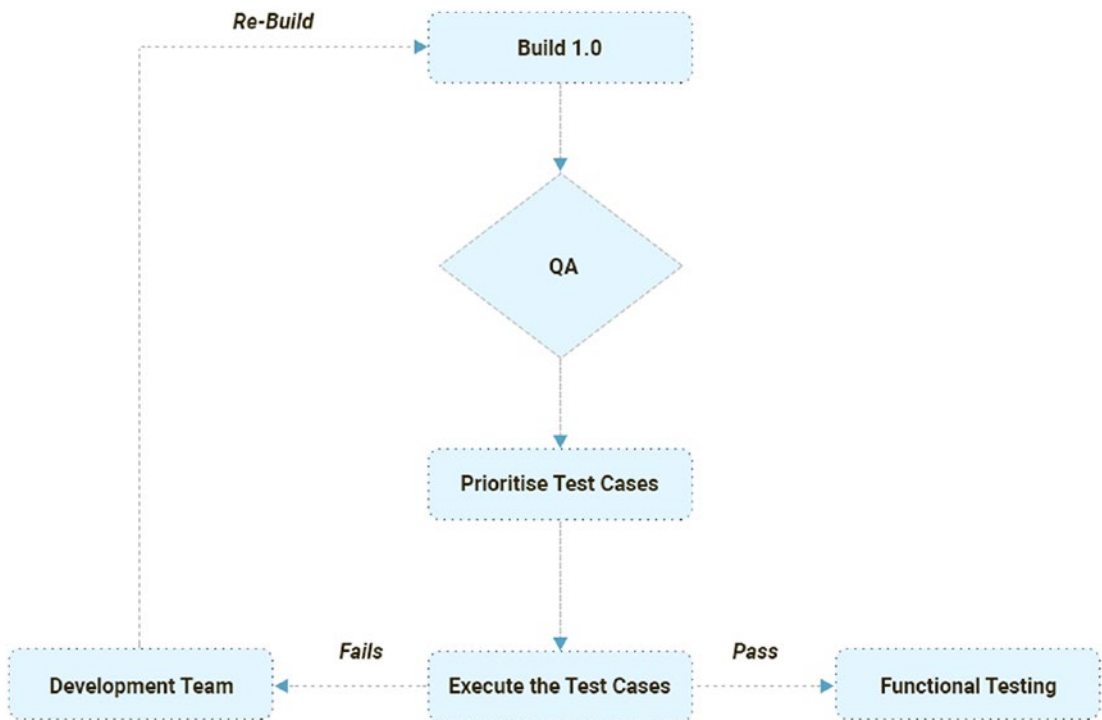 Re-Build
Build 1.0
QA
Prioritise Test Cases
Fails
Pass
Development Team
Execute the Test Cases
Functional Testing